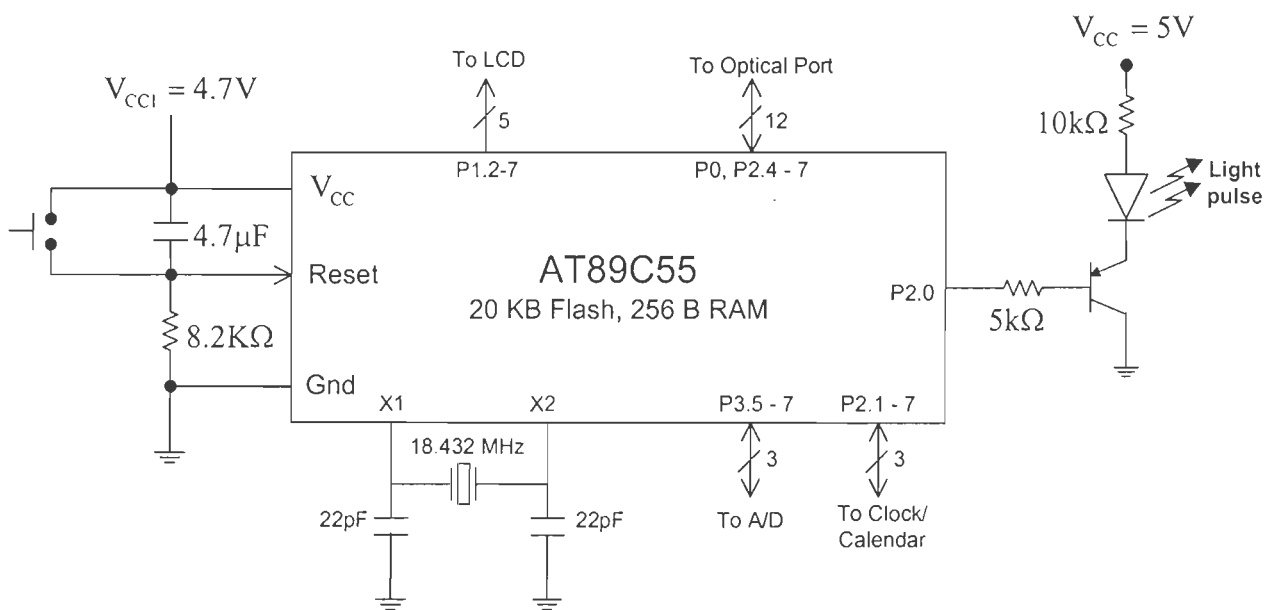 V_CC = 5V
To LCD
To Optical Port
V_CC1 = 4.7V
5
12
10kΩ
P1.2-7
P0, P2.4 - 7
Light
pulse
V_CC
4.7μF
Reset
AT89C55
P2.0
20 KB Flash, 256 B RAM
5kΩ
8.2KΩ
Gnd
X1
X2
P3.5 - 7
P2.1 - 7
18.432 MHz
3
3
22pF
22pF
To A/D
To Clock/
Calendar